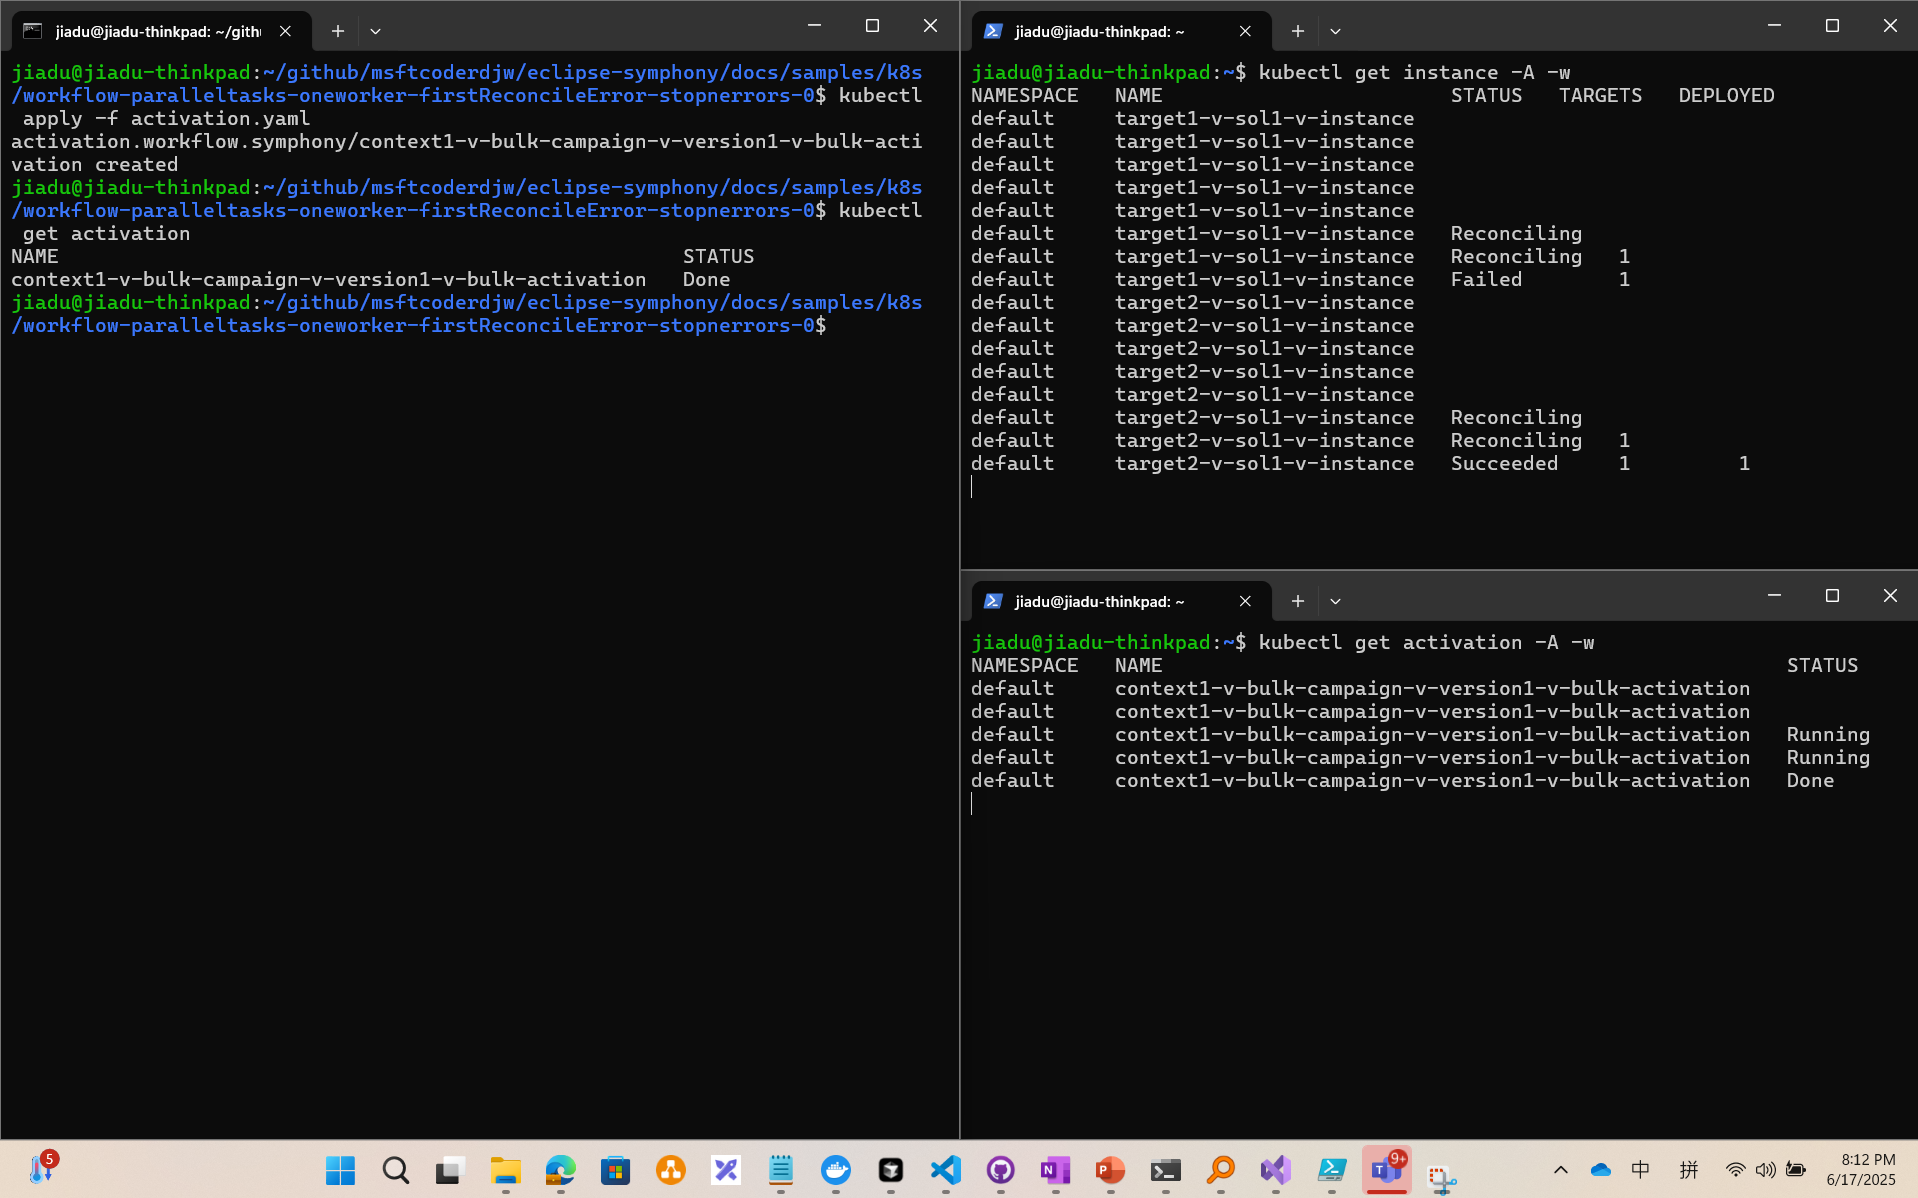 jiadu@jiadu-thinkpad: ~/gith
jiadu@jiadu-thinkpad:~/github/msftcoderdjw/eclipse-symphony/docs/samples/k8s
/workflow-paralleltasks-oneworker-firstReconcileError-stopnerrors-0$ kubectl
 apply -f activation.yaml
activation.workflow.symphony/context1-v-bulk-campaign-v-version1-v-bulk-acti
vation created
jiadu@jiadu-thinkpad:~/github/msftcoderdjw/eclipse-symphony/docs/samples/k8s
/workflow-paralleltasks-oneworker-firstReconcileError-stopnerrors-0$ kubectl
 get activation
NAME STATUS
context1-v-bulk-campaign-v-version1-v-bulk-activation Done
jiadu@jiadu-thinkpad:~/github/msftcoderdjw/eclipse-symphony/docs/samples/k8s
/workflow-paralleltasks-oneworker-firstReconcileError-stopnerrors-0$
jiadu@jiadu-thinkpad: ~
jiadu@jiadu-thinkpad:~$ kubectl get instance -A -w
NAMESPACE NAME STATUS TARGETS DEPLOYED
default target1-v-sol1-v-instance
default target1-v-sol1-v-instance
default target1-v-sol1-v-instance
default target1-v-sol1-v-instance
default target1-v-sol1-v-instance
default target1-v-sol1-v-instance Reconciling
default target1-v-sol1-v-instance Reconciling 1
default target1-v-sol1-v-instance Failed 1
default target2-v-sol1-v-instance
default target2-v-sol1-v-instance
default target2-v-sol1-v-instance
default target2-v-sol1-v-instance
default target2-v-sol1-v-instance
default target2-v-sol1-v-instance Reconciling
default target2-v-sol1-v-instance Reconciling 1
default target2-v-sol1-v-instance Succeeded 1 1
jiadu@jiadu-thinkpad: ~
jiadu@jiadu-thinkpad:~$ kubectl get activation -A -w
NAMESPACE NAME STATUS
default context1-v-bulk-campaign-v-version1-v-bulk-activation
default context1-v-bulk-campaign-v-version1-v-bulk-activation
default context1-v-bulk-campaign-v-version1-v-bulk-activation Running
default context1-v-bulk-campaign-v-version1-v-bulk-activation Running
default context1-v-bulk-campaign-v-version1-v-bulk-activation Done
5
N
P
T
9+
中
拼
8:12 PM
6/17/2025